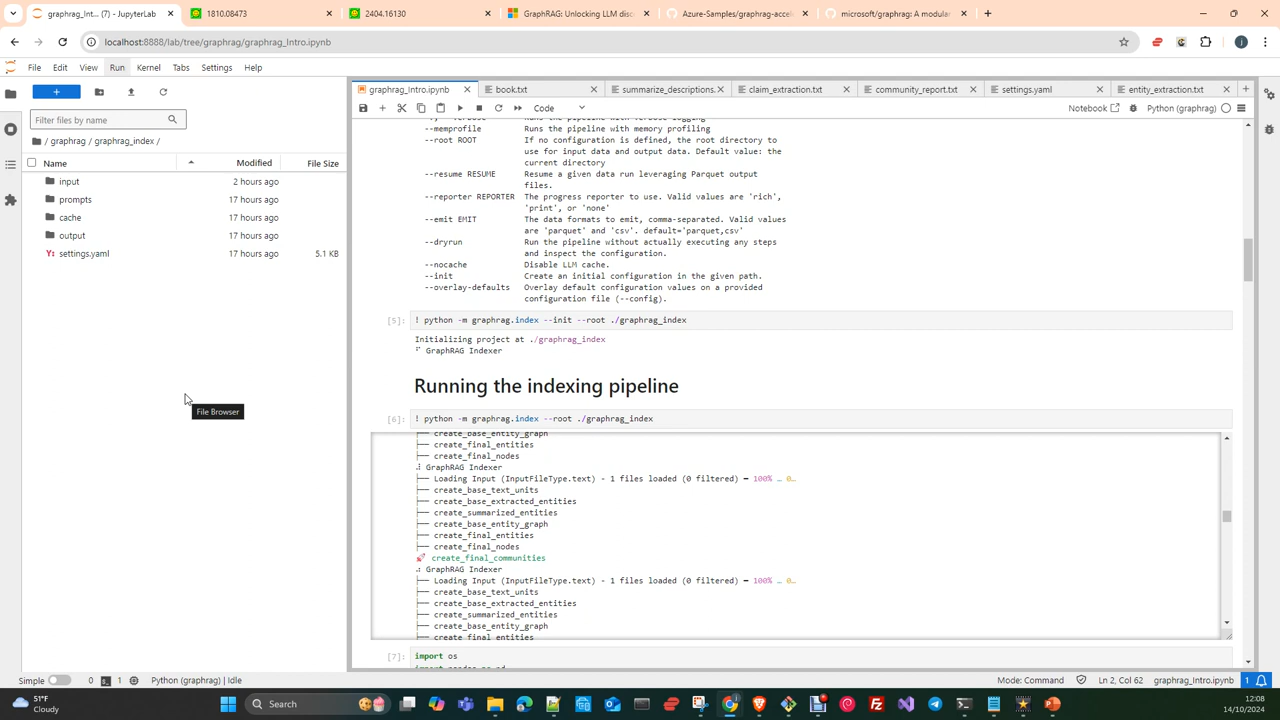 localhost... (7) - JupyterLab
1810.08473
2404.16130
GraphRAG: Unlocking LLM disc
Azure-Samples/graphrag-accel
microsoft/graphrag: A modular
localhost:8888/lab/tree/graphrag/graphrag_Intro.ipynb
File Edit View Run Kernel Tabs Settings Help
graphrag_Intro.ipynb
book.txt
summarize_descriptions.
claim_extraction.txt
community_report.txt
settings.yaml
entity_extraction.txt
Code
Notebook
Python (graphrag)
Filter files by name
/ graphrag / graphrag_index /
Name Modified File Size
input 2 hours ago
prompts 17 hours ago
cache 17 hours ago
output 17 hours ago
settings.yaml 17 hours ago 5.1 KB
File Browser
--memprofile Runs the pipeline with memory profiling
--root ROOT If no configuration is defined, the root directory to
use for input data and output data. Default value: the
current directory
--resume RESUME Resume a given data run leveraging Parquet output
files.
--reporter REPORTER The progress reporter to use. Valid values are 'rich',
'print', or 'none'
--emit EMIT The data formats to emit, comma-separated. Valid
values are 'parquet' and 'csv'. default='parquet,csv'
--dryrun Run the pipeline without actually executing any steps
and inspect the configuration.
--nocache Disable LLM cache.
--init Create an initial configuration in the given path.
--overlay-defaults Overlay default configuration values on a provided
configuration file (--config).
[5]: ! python -m graphrag.index --init --root ./graphrag_index
Initializing project at ./graphrag_index
GraphRAG Indexer
Running the indexing pipeline
[6]: ! python -m graphrag.index --root ./graphrag_index
├── create_base_entity_graph
├── create_final_entities
├── create_final_nodes
GraphRAG Indexer
├── Loading Input (InputFileType.text) - 1 files loaded (0 filtered) ━ 100% … 0…
├── create_base_text_units
├── create_base_extracted_entities
├── create_summarized_entities
├── create_base_entity_graph
├── create_final_entities
├── create_final_nodes
🚀 create_final_communities
GraphRAG Indexer
├── Loading Input (InputFileType.text) - 1 files loaded (0 filtered) ━ 100% … 0…
├── create_base_text_units
├── create_base_extracted_entities
├── create_summarized_entities
├── create_base_entity_graph
├── create_final_entities
[7]: import os
Simple 0 1 Python (graphrag) | Idle Mode: Command Ln 2, Col 62 graphrag_Intro.ipynb 1
51°F
Cloudy
Search
12:08
14/10/2024